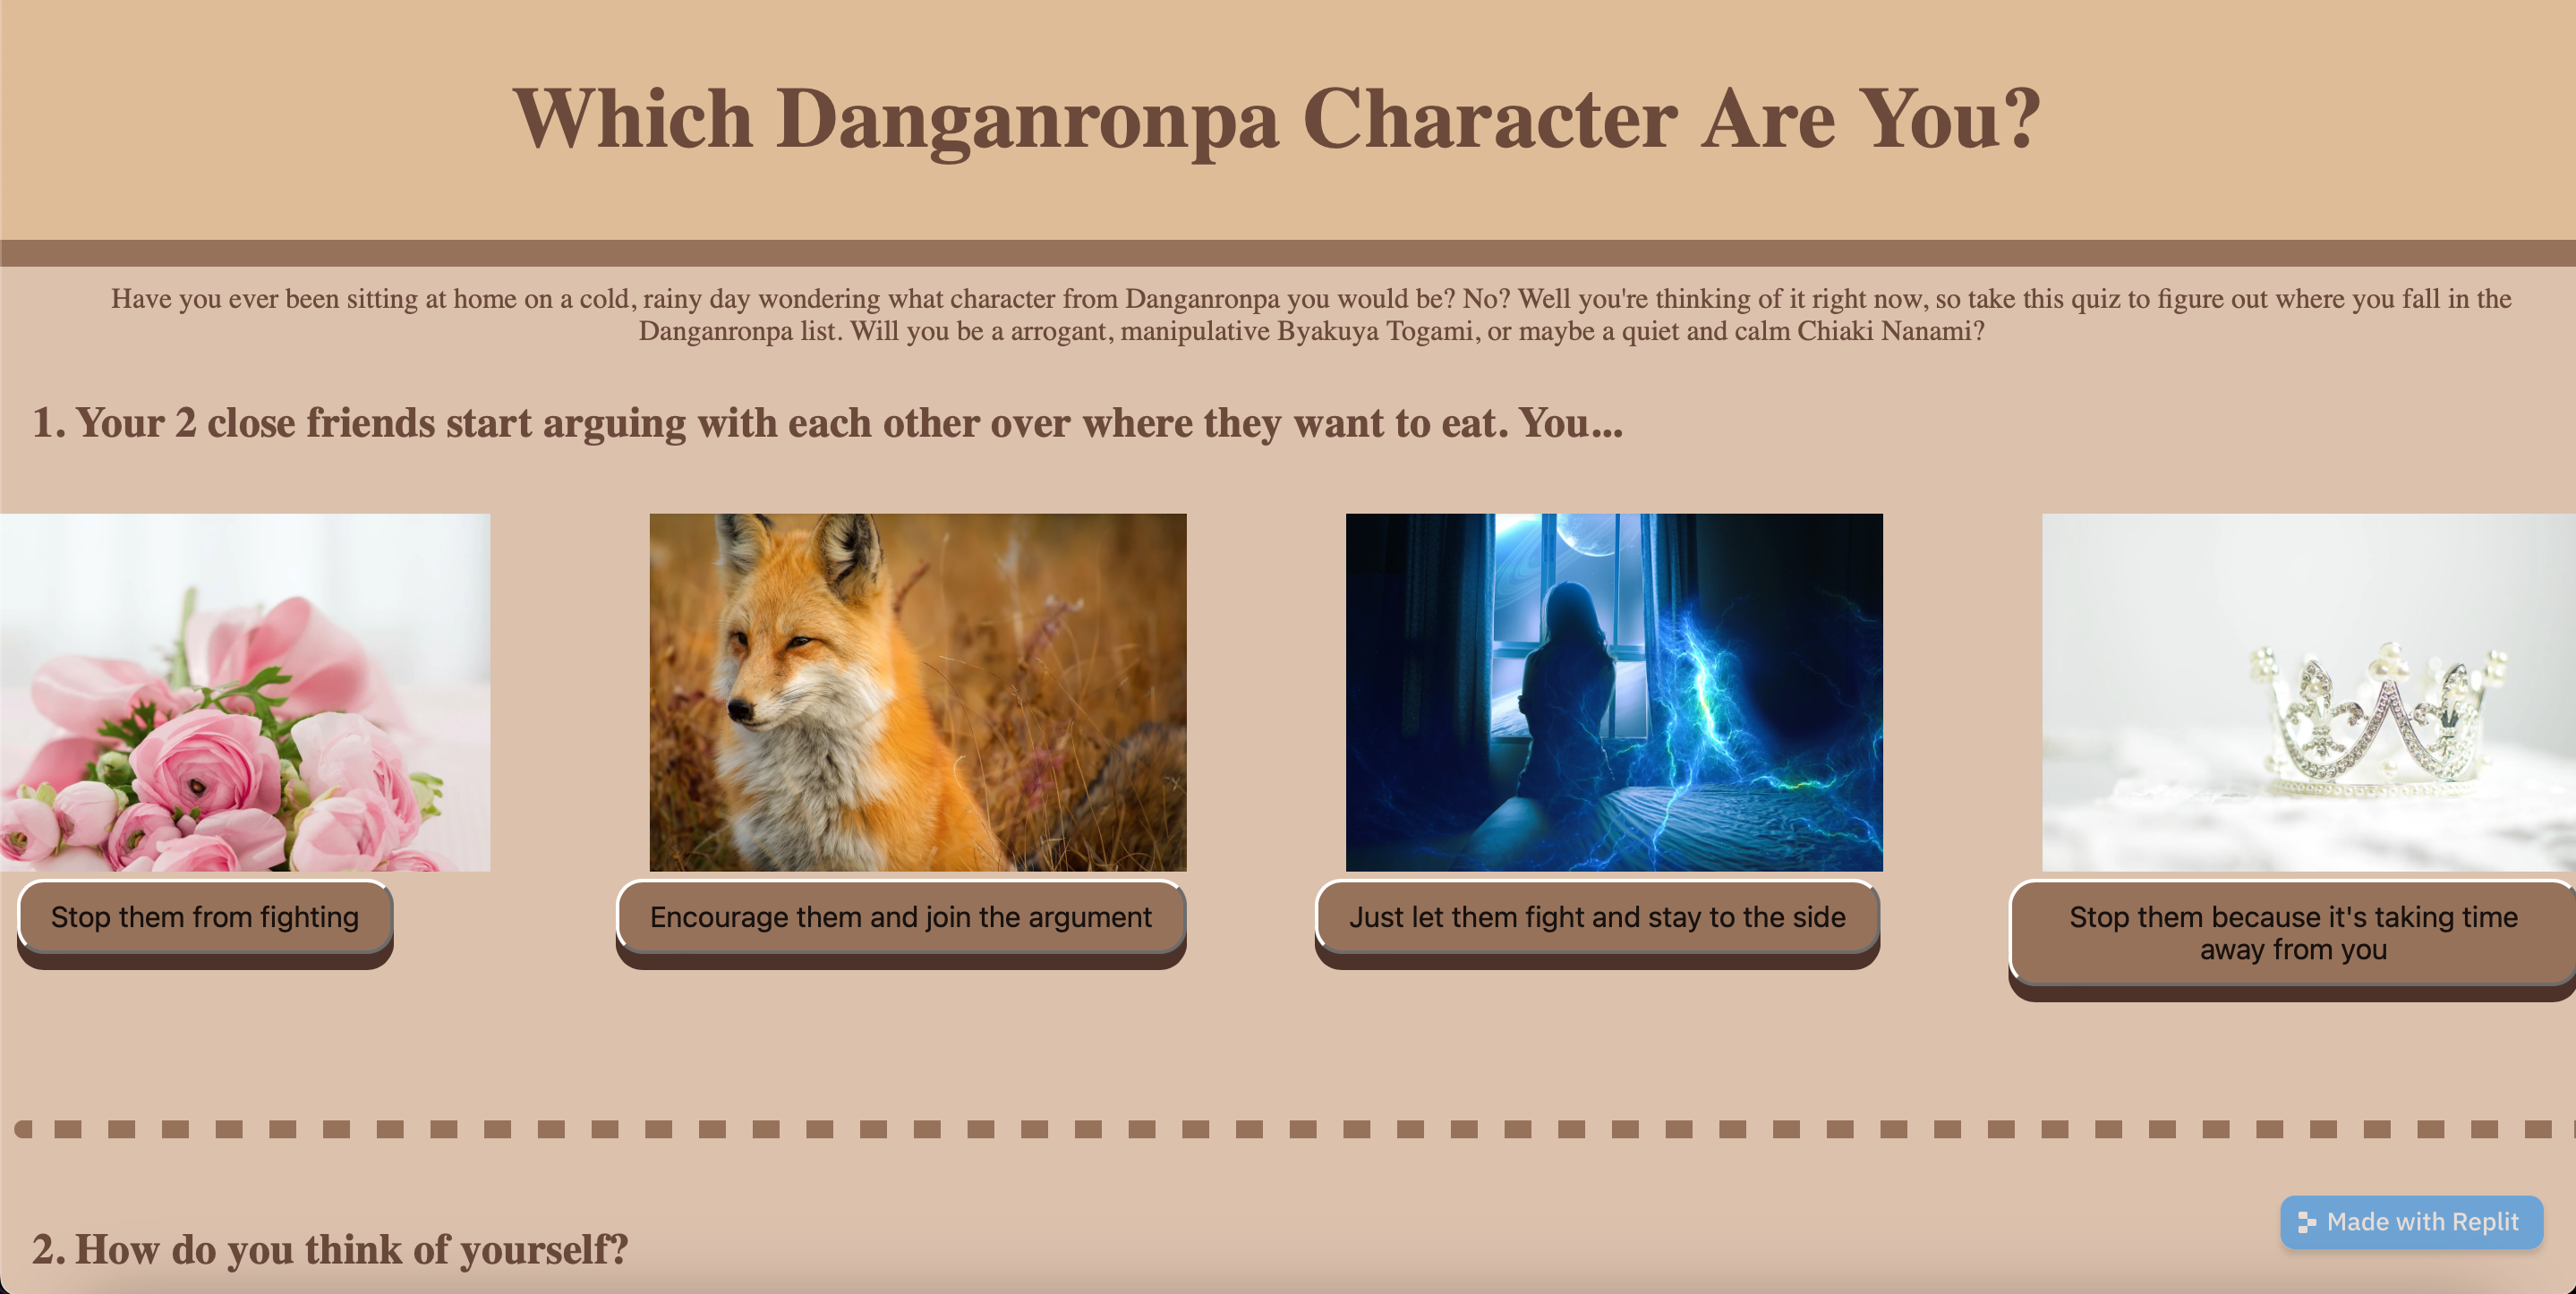 Which Danganronpa Character Are You?
Have you ever been sitting at home on a cold, rainy day wondering what character from Danganronpa you would be? No? Well you're thinking of it right now, so take this quiz to figure out where you fall in the
Danganronpa list. Will you be a arrogant, manipulative Byakuya Togami, or maybe a quiet and calm Chiaki Nanami?
1. Your 2 close friends start arguing with each other over where they want to eat. You...
Stop them from fighting
Encourage them and join the argument
Just let them fight and stay to the side
Stop them because it's taking time
away from you
2. How do you think of yourself?
Made with Replit